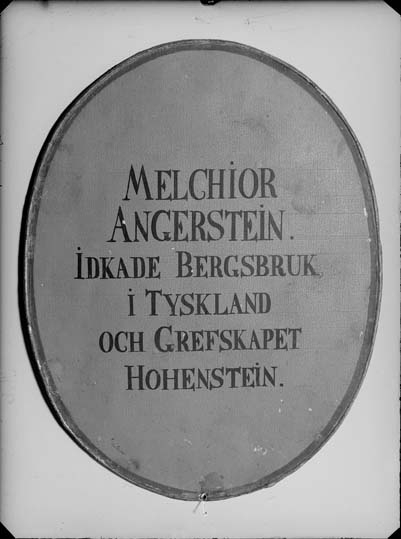 MELCHIOR
ANGERSTEIN.
IDKADE BERGSBRUK
I TYSKLAND
OCH GREFSKAPET
HOHENSTEIN.